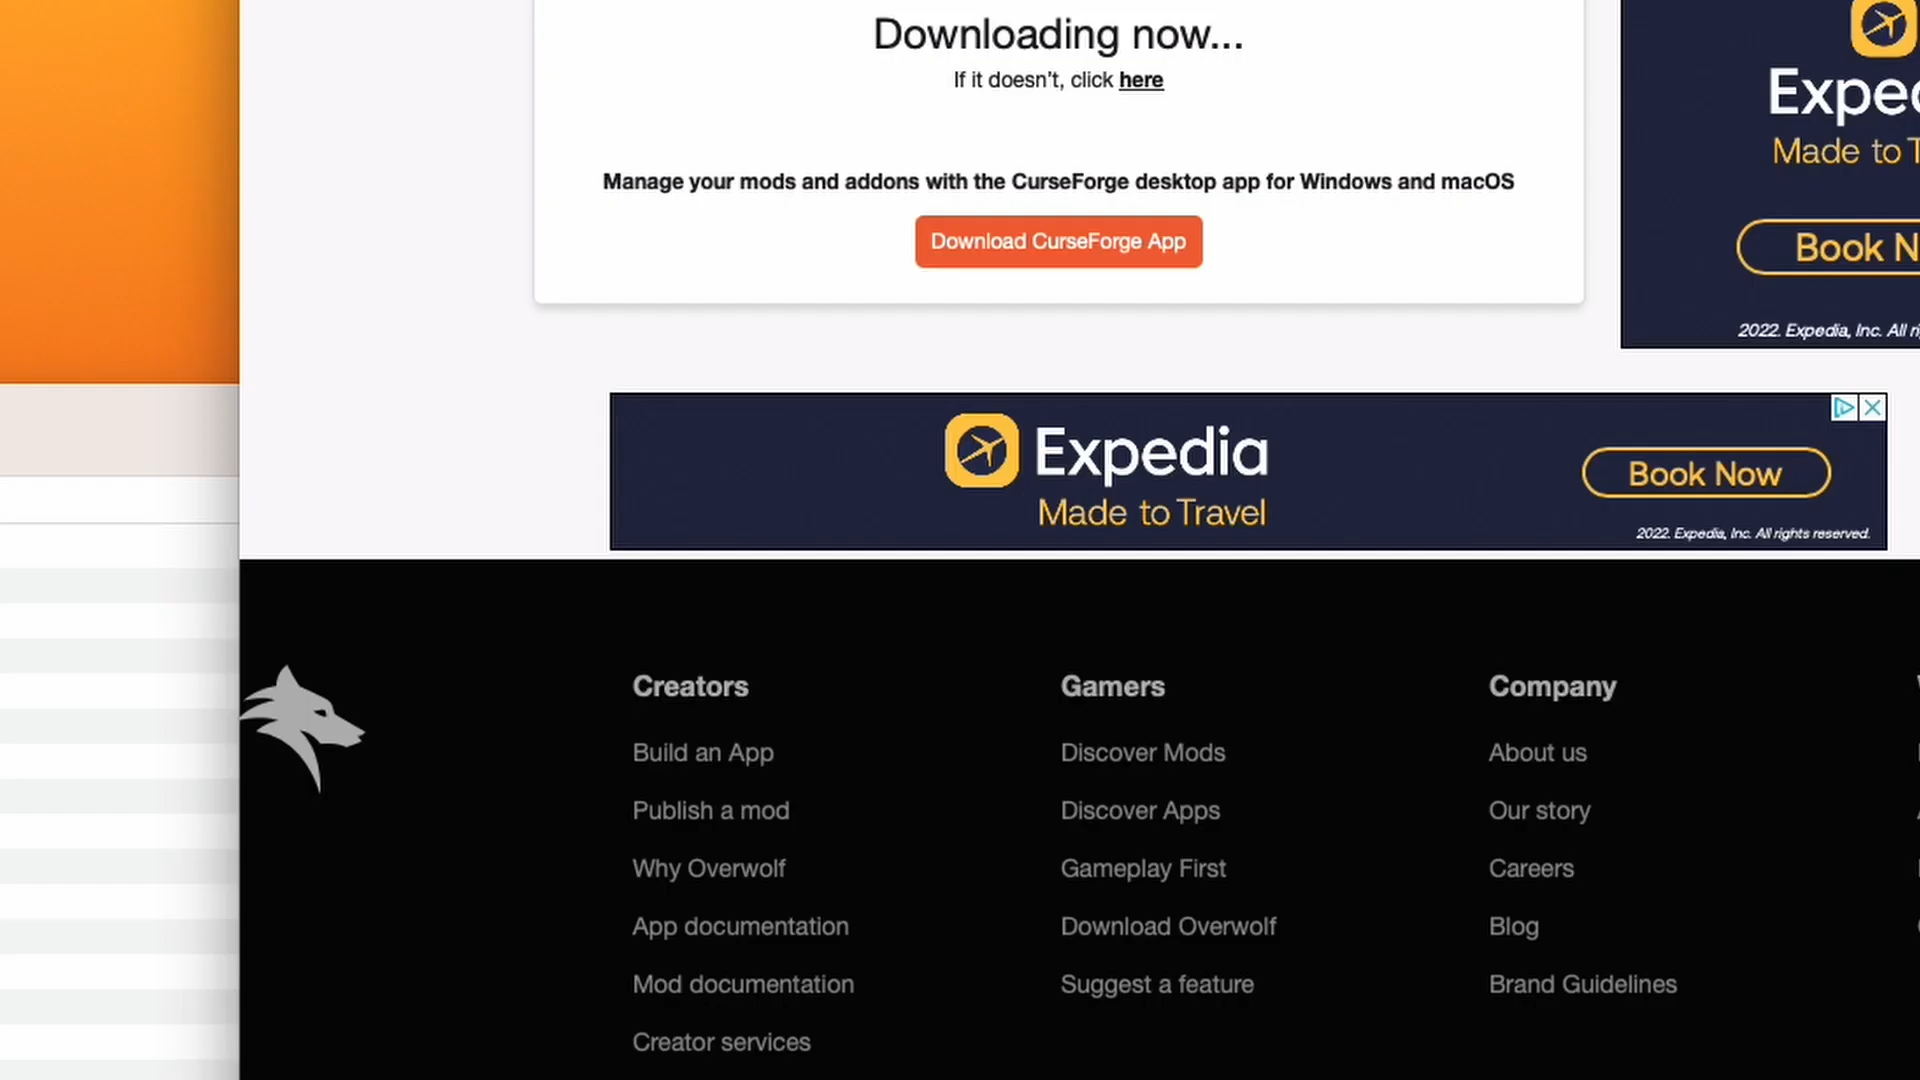 Downloading now...
If it doesn't, click here
Manage your mods and addons with the CurseForge desktop app for Windows and macOS
Download CurseForge App
Made to
Book
2022. Expedia, Inc. All
Expedia
Made to Travel
Book Now
2022. Expedia, Inc. All rights reserved.
Creators
Build an App
Publish a mod
Why Overwolf
App documentation
Mod documentation
Creator services
Gamers
Discover Mods
Discover Apps
Gameplay First
Download Overwolf
Suggest a feature
Company
About us
Our story
Careers
Blog
Brand Guidelines